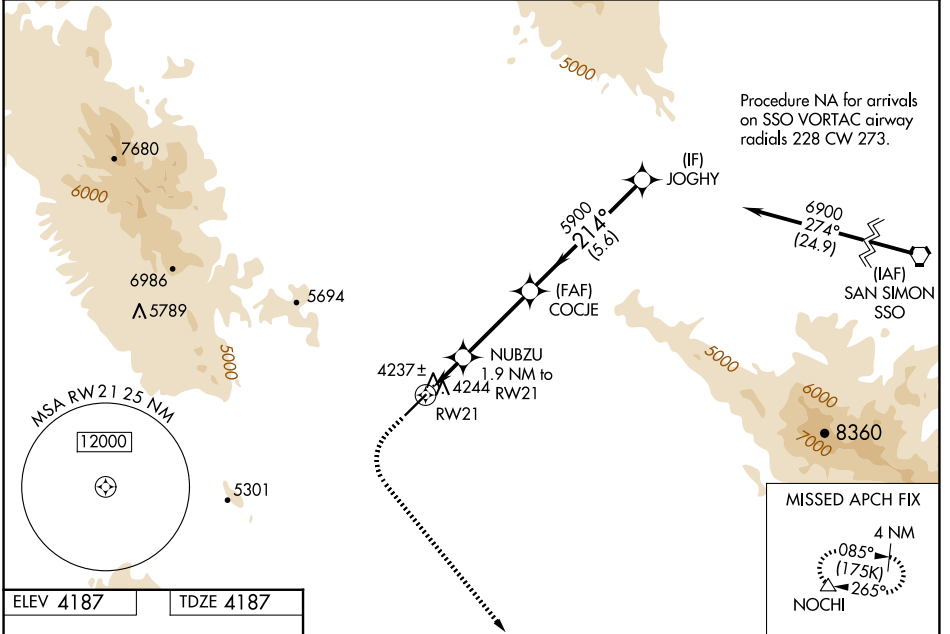 5000
Procedure NA for arrivals
on SSO VORTAC airway
radials 228 CW 273.
7680
6000
(IF)
JOGHY
5900
214°
(5.6)
6900
274°
(24.9)
(IAF)
SAN SIMON
SSO
6986
5789
5694
(FAF)
COCJE
5000
NUBZU
1.9 NM to
RW21
4237±
4244
RW21
5000
6000
7000
8360
MSA RW21 25 NM
12000
5301
MISSED APCH FIX
4 NM
085°
(175K)
265°
NOCHI
ELEV 4187
TDZE 4187